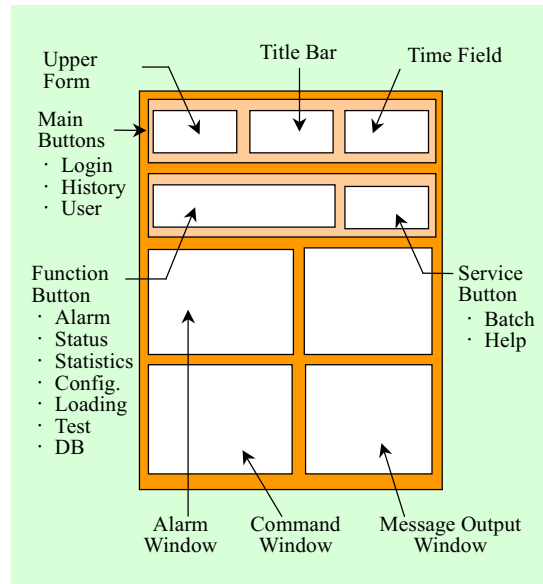 Upper
Form
Title Bar
Time Field
Main
Buttons
· Login
· History
· User
Function
Button
· Alarm
· Status
· Statistics
· Config.
· Loading
· Test
· DB
Service
Button
· Batch
· Help
Alarm
Window
Command
Window
Message Output
Window